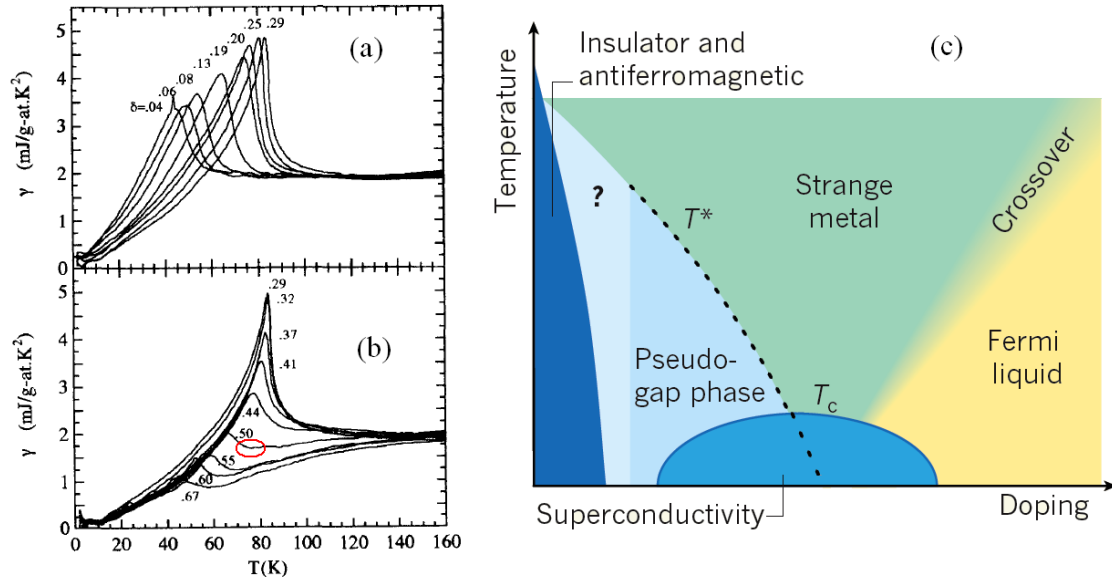 (a)
5
4
3
2
1
0
γ (mJ/g-at.K²)
δ=.04
.06
.08
.13
.19
.20
.25
.29
(b)
5
4
3
2
1
0
γ (mJ/g-at.K²)
.29
.32
.37
.41
.44
.50
.55
.60
.67
0 20 40 60 80 100 120 140 160
T(K)
(c)
Temperature
Insulator and
antiferromagnetic
?
T*
Strange
metal
Crossover
Pseudo-
gap phase
Tc
Fermi
liquid
Superconductivity
Doping